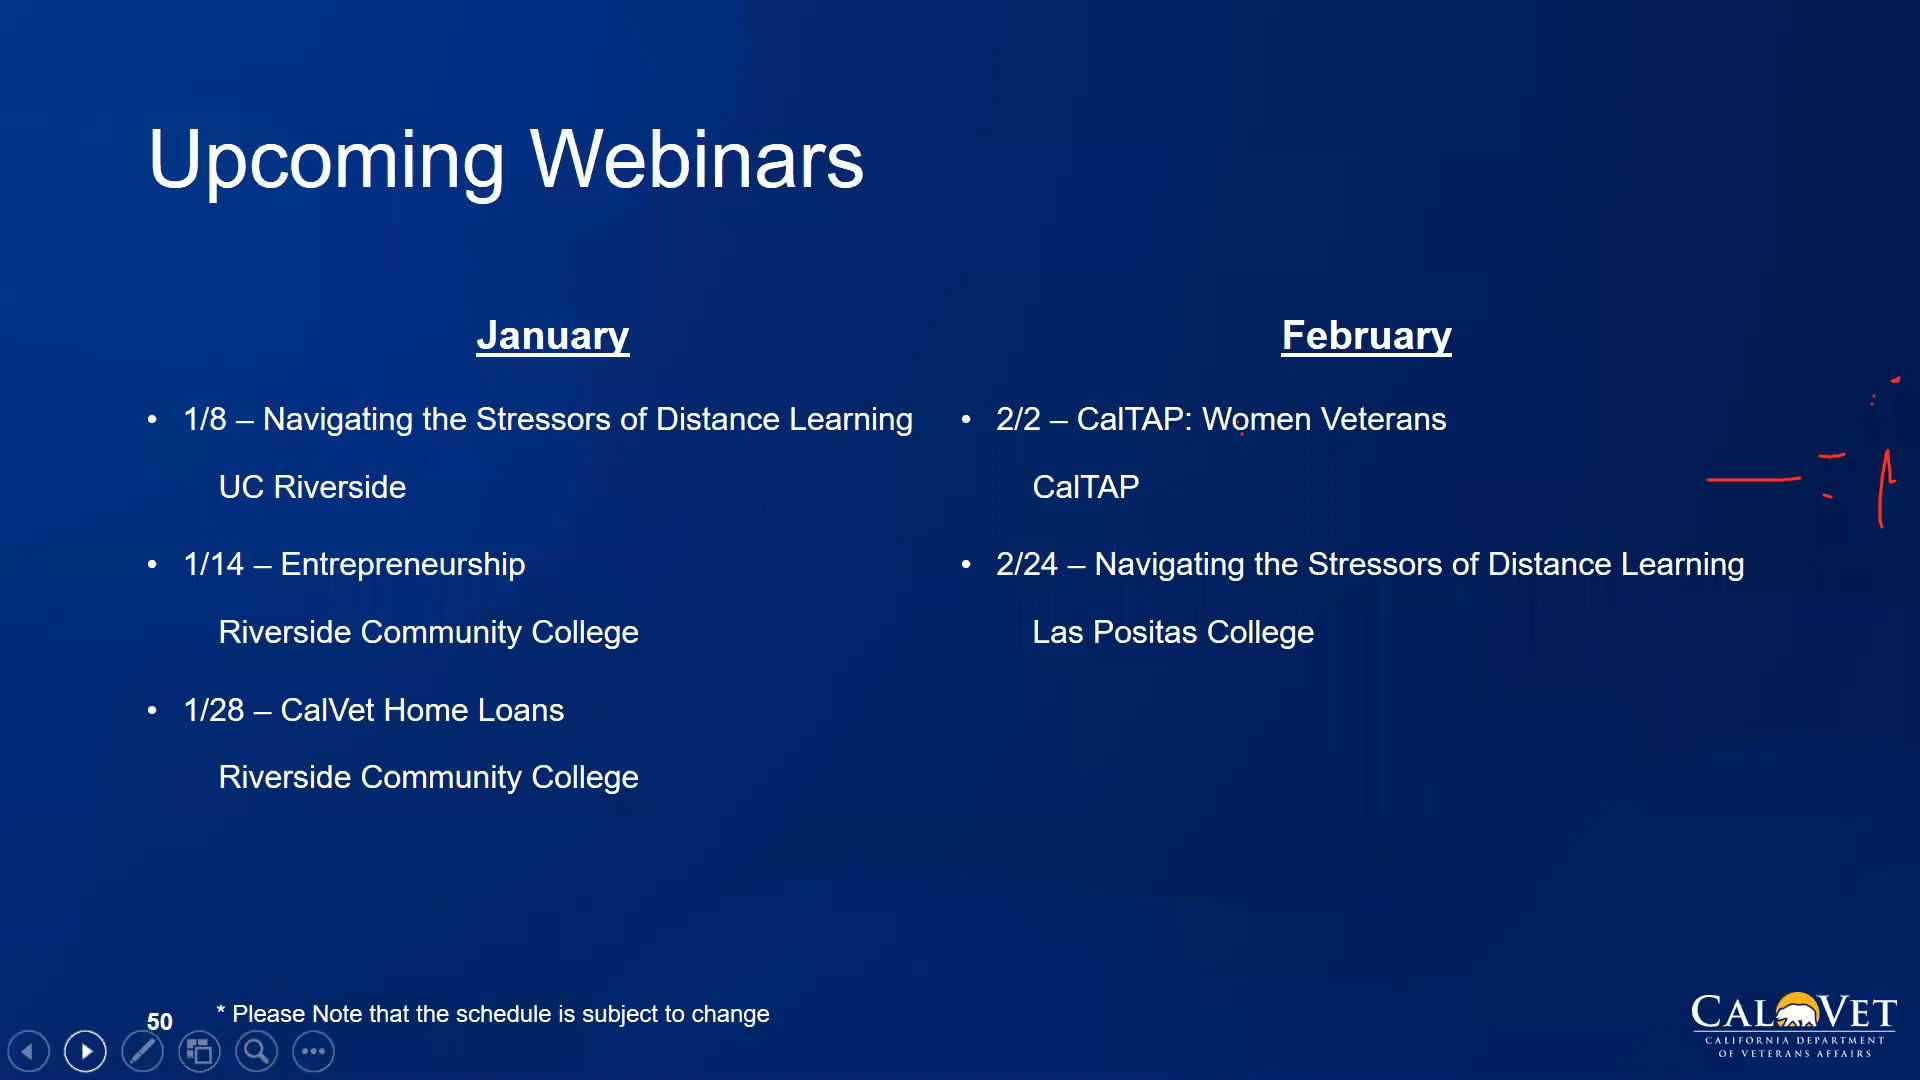 Upcoming Webinars
January
• 1/8 – Navigating the Stressors of Distance Learning
UC Riverside
• 1/14 – Entrepreneurship
Riverside Community College
• 1/28 – CalVet Home Loans
Riverside Community College
February
• 2/2 – CalTAP: Women Veterans
CalTAP
• 2/24 – Navigating the Stressors of Distance Learning
Las Positas College
50
* Please Note that the schedule is subject to change
CALVET
CALIFORNIA DEPARTMENT
OF VETERANS AFFAIRS